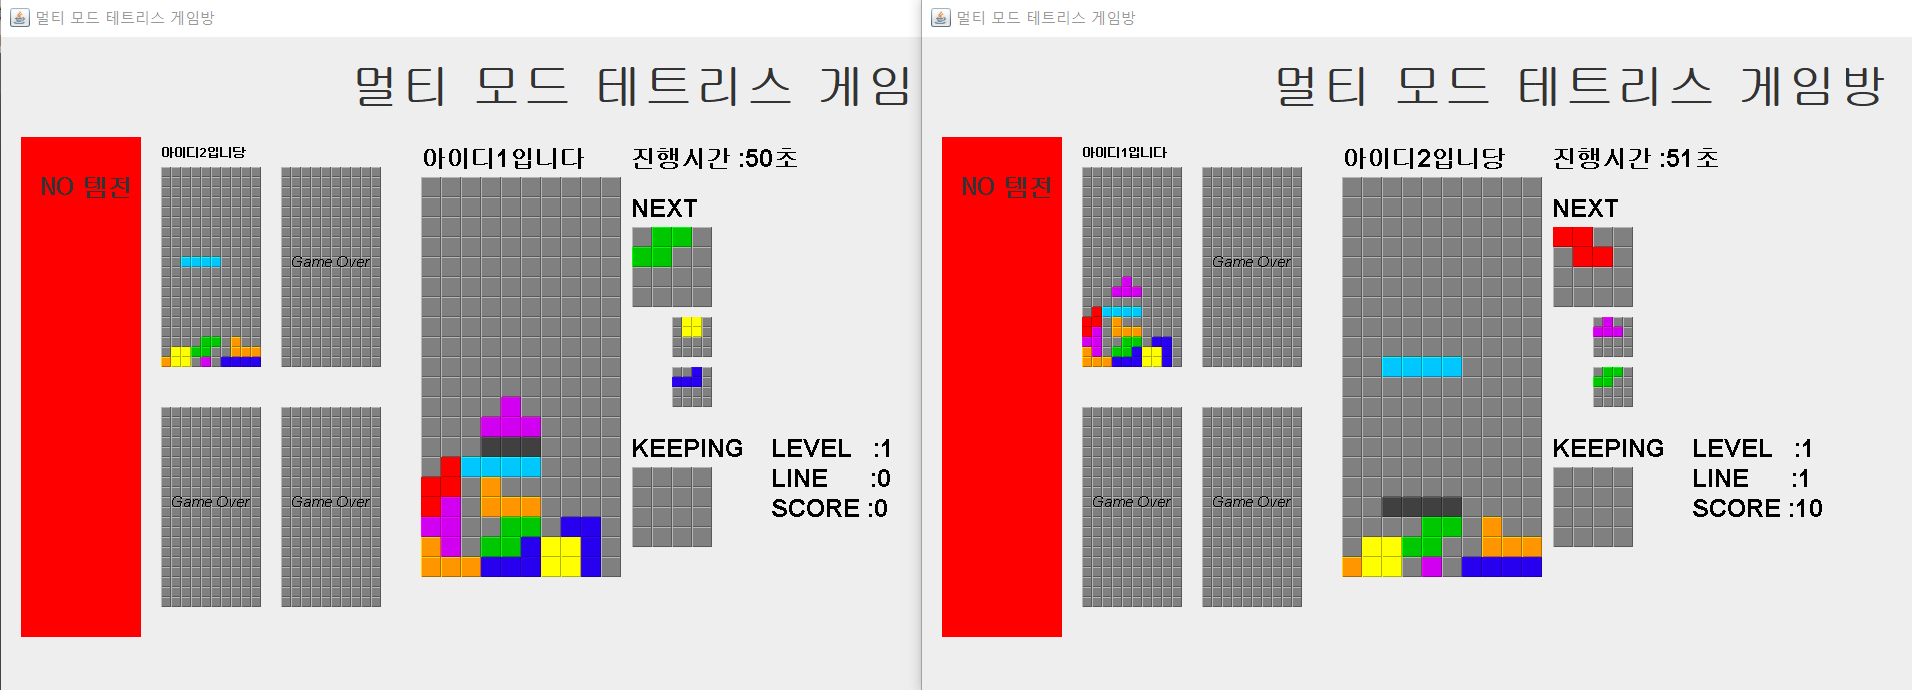 멀티 모드 테트리스 게임방
멀티 모드 테트리스 게임
NO 템전
아이디2입니당
Game Over
Game Over
Game Over
아이디1입니다
진행시간 :50초
NEXT
KEEPING
LEVEL :1
LINE :0
SCORE :0
멀티 모드 테트리스 게임방
멀티 모드 테트리스 게임방
NO 템전
아이디1입니다
Game Over
Game Over
Game Over
아이디2입니당
진행시간 :51초
NEXT
KEEPING
LEVEL :1
LINE :1
SCORE :10